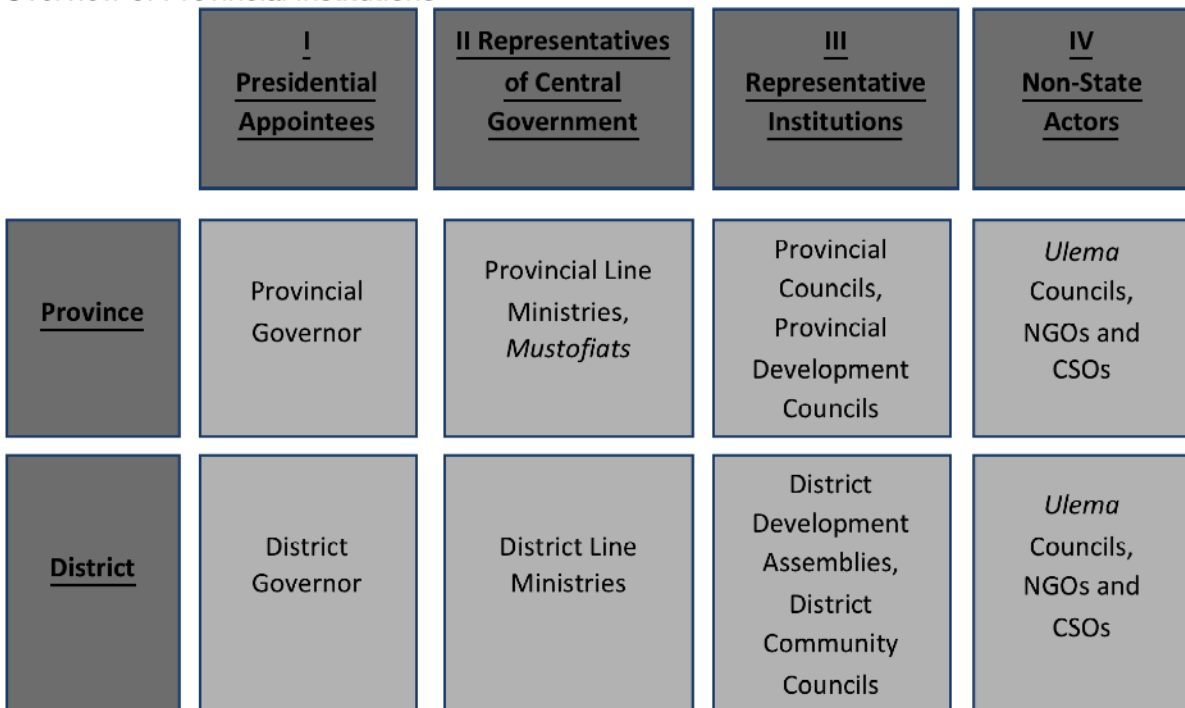 I
Presidential
Appointees
II Representatives
of Central
Government
III
Representative
Institutions
IV
Non-State
Actors
Province
Provincial
Governor
Provincial Line
Ministries,
Mustofiats
Provincial
Councils,
Provincial
Development
Councils
Ulema
Councils,
NGOs and
CSOs
District
District
Governor
District Line
Ministries
District
Development
Assemblies,
District
Community
Councils
Ulema
Councils,
NGOs and
CSOs